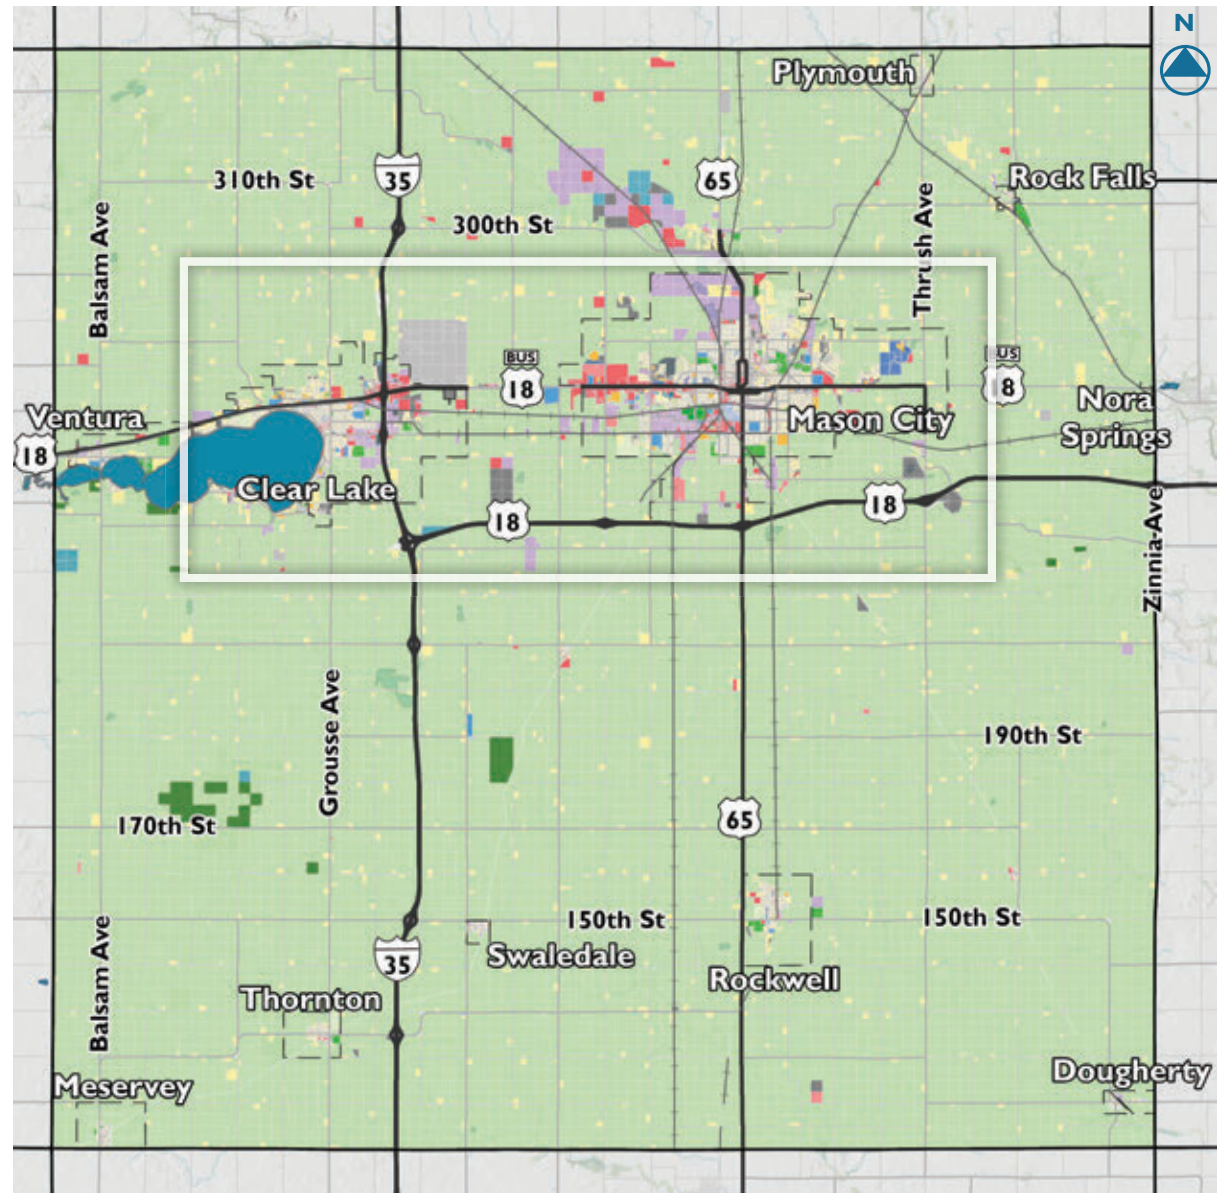 N
Plymouth
310th St
35
65
Rock Falls
Balsam Ave
300th St
Thrush Ave
BUS
18
BUS
18
Ventura
Nora
Springs
Mason City
18
Clear Lake
18
18
Zinnia-Ave
Grousse Ave
190th St
170th St
65
150th St
150th St
Balsam Ave
35
Swaledale
Rockwell
Thornton
Meservey
Dougherty